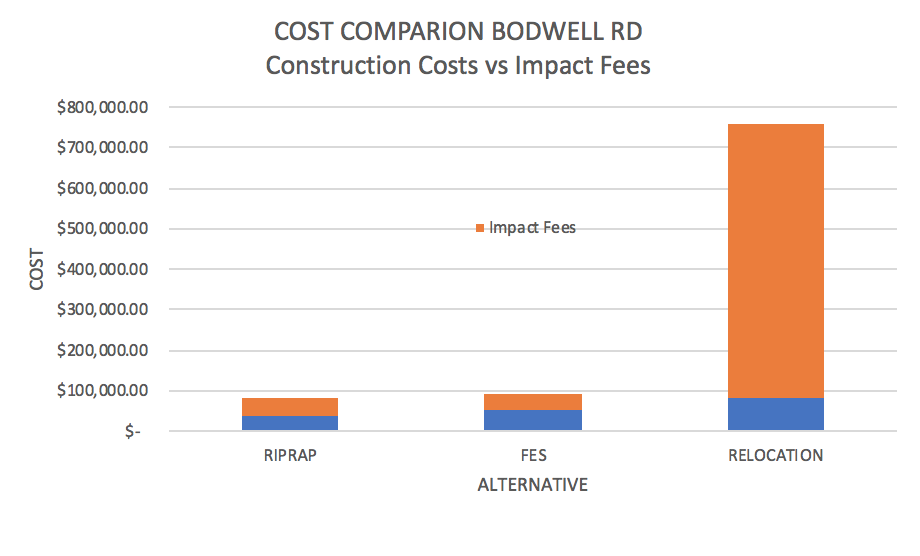 COST COMPARION BODWELL RD
Construction Costs vs Impact Fees
$800,000.00
$700,000.00
$600,000.00
$500,000.00
$400,000.00
$300,000.00
$200,000.00
$100,000.00
$-
COST
Impact Fees
RIPRAP
FES
RELOCATION
ALTERNATIVE